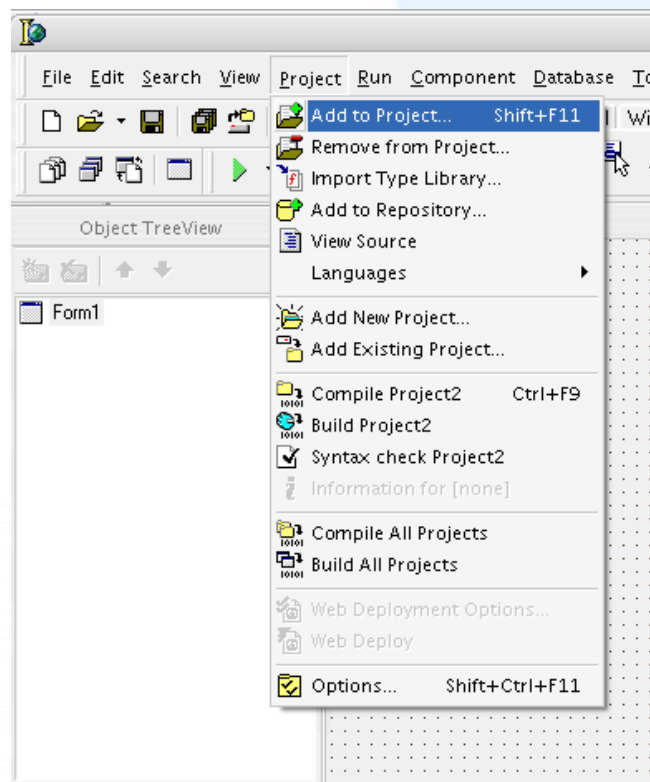 File Edit Search View Project Run Component Database
Add to Project... Shift+F11
Remove from Project...
Import Type Library...
Add to Repository...
View Source
Languages
Add New Project...
Add Existing Project...
Compile Project2 Ctrl+F9
Build Project2
Syntax check Project2
Information for [none]
Compile All Projects
Build All Projects
Web Deployment Options...
Web Deploy
Options... Shift+Ctrl+F11
Object TreeView
Form1